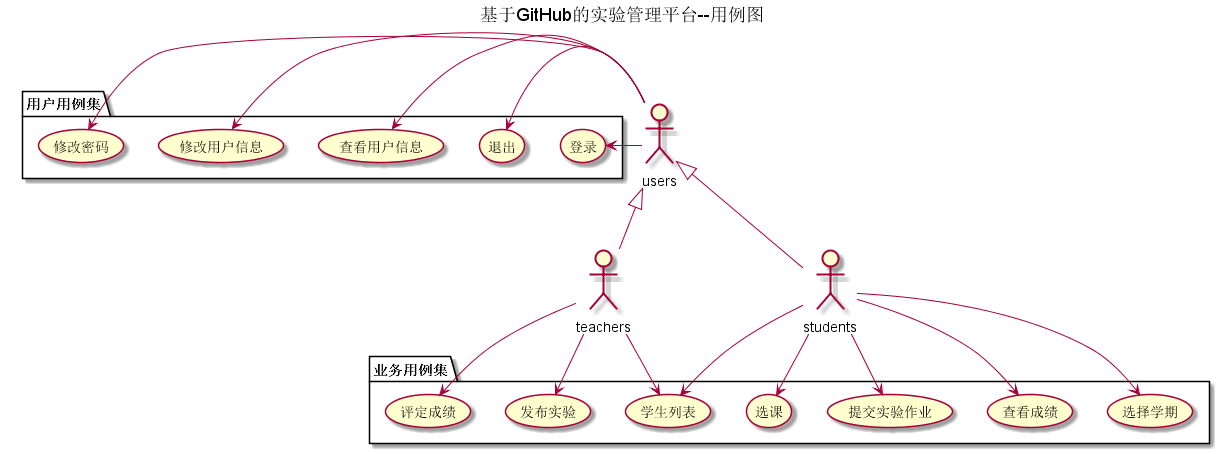 基于GitHub的实验管理平台--用例图
用户用例集
修改密码
修改用户信息
查看用户信息
退出
登录
users
teachers
students
业务用例集
评定成绩
发布实验
学生列表
选课
提交实验作业
查看成绩
选择学期